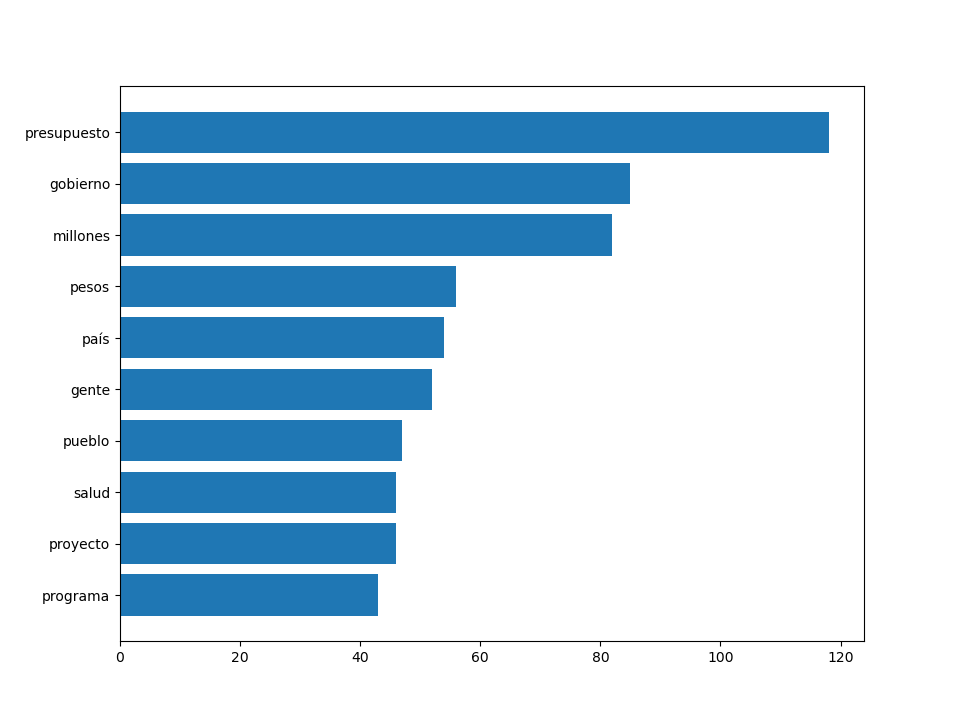 presupuesto
gobierno
millones
pesos
país
gente
pueblo
salud
proyecto
programa
0 20 40 60 80 100 120